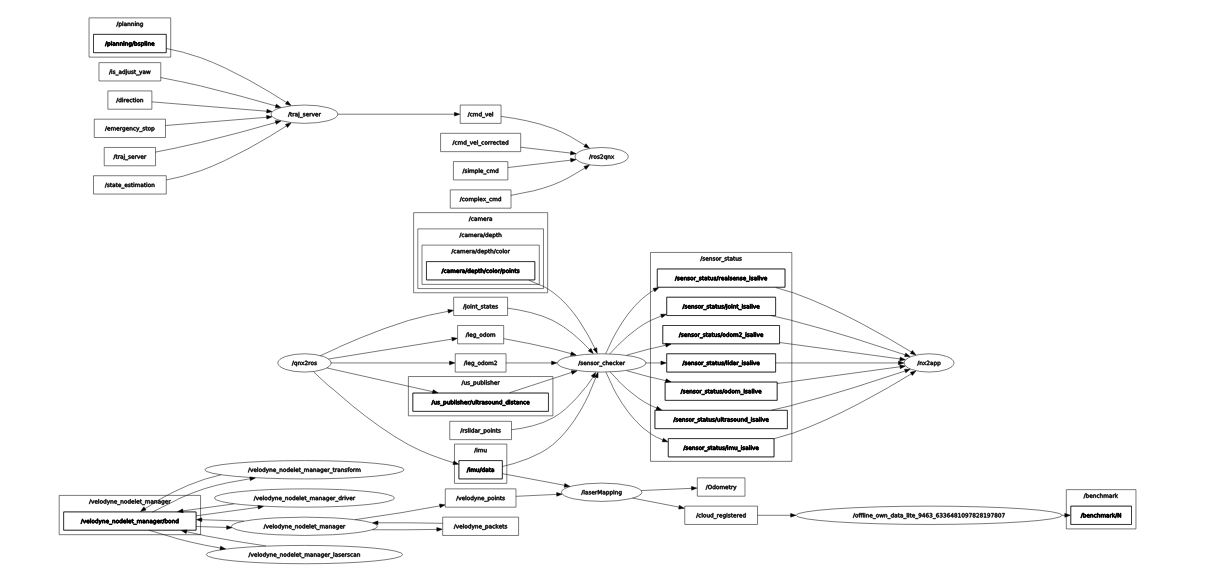 /planning
/planning/bspline
/is_adjust_yaw
/direction
/emergency_stop
/traj_server
/state_estimation
/traj_server
/cmd_vel
/cmd_vel_corrected
/simple_cmd
/complex_cmd
/ros2qnx
/camera
/camera/depth
/camera/depth/color
/camera/depth/color/points
/joint_states
/leg_odom
/leg_odom2
/qnx2ros
/us_publisher
/us_publisher/ultrasound_distance
/rslidar_points
/imu
/imu/data
/sensor_checker
/sensor_status
/sensor_status/realsense_isalive
/sensor_status/joint_isalive
/sensor_status/odom2_isalive
/sensor_status/lidar_isalive
/sensor_status/odom_isalive
/sensor_status/ultrasound_isalive
/sensor_status/imu_isalive
/nx2app
/velodyne_nodelet_manager_transform
/velodyne_nodelet_manager
/velodyne_nodelet_manager/bond
/velodyne_nodelet_manager_driver
/velodyne_nodelet_manager
/velodyne_nodelet_manager_laserscan
/velodyne_points
/velodyne_packets
/laserMapping
/Odometry
/cloud_registered
/offline_own_data_lite_9463_6336481097828197807
/benchmark
/benchmark/N